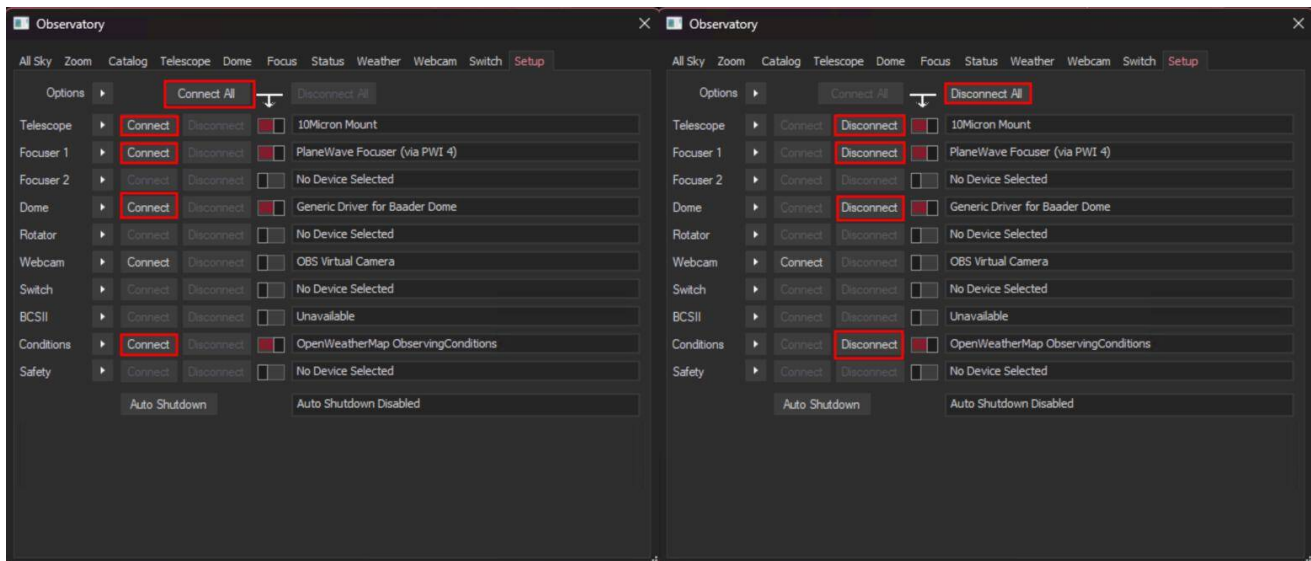 Observatory
All Sky Zoom Catalog Telescope Dome Focus Status Weather Webcam Switch Setup
Options Connect All Disconnect All
Telescope Connect Disconnect 10Micron Mount
Focuser 1 Connect Disconnect PlaneWave Focuser (via PWI 4)
Focuser 2 Connect Disconnect No Device Selected
Dome Connect Disconnect Generic Driver for Baader Dome
Rotator Connect Disconnect No Device Selected
Webcam Connect Disconnect OBS Virtual Camera
Switch Connect Disconnect No Device Selected
BCSII Connect Disconnect Unavailable
Conditions Connect Disconnect OpenWeatherMap ObservingConditions
Safety Connect Disconnect No Device Selected
Auto Shutdown Auto Shutdown Disabled
Observatory
All Sky Zoom Catalog Telescope Dome Focus Status Weather Webcam Switch Setup
Options Connect All Disconnect All
Telescope Connect Disconnect 10Micron Mount
Focuser 1 Connect Disconnect PlaneWave Focuser (via PWI 4)
Focuser 2 Connect Disconnect No Device Selected
Dome Connect Disconnect Generic Driver for Baader Dome
Rotator Connect Disconnect No Device Selected
Webcam Connect Disconnect OBS Virtual Camera
Switch Connect Disconnect No Device Selected
BCSII Connect Disconnect Unavailable
Conditions Connect Disconnect OpenWeatherMap ObservingConditions
Safety Connect Disconnect No Device Selected
Auto Shutdown Auto Shutdown Disabled